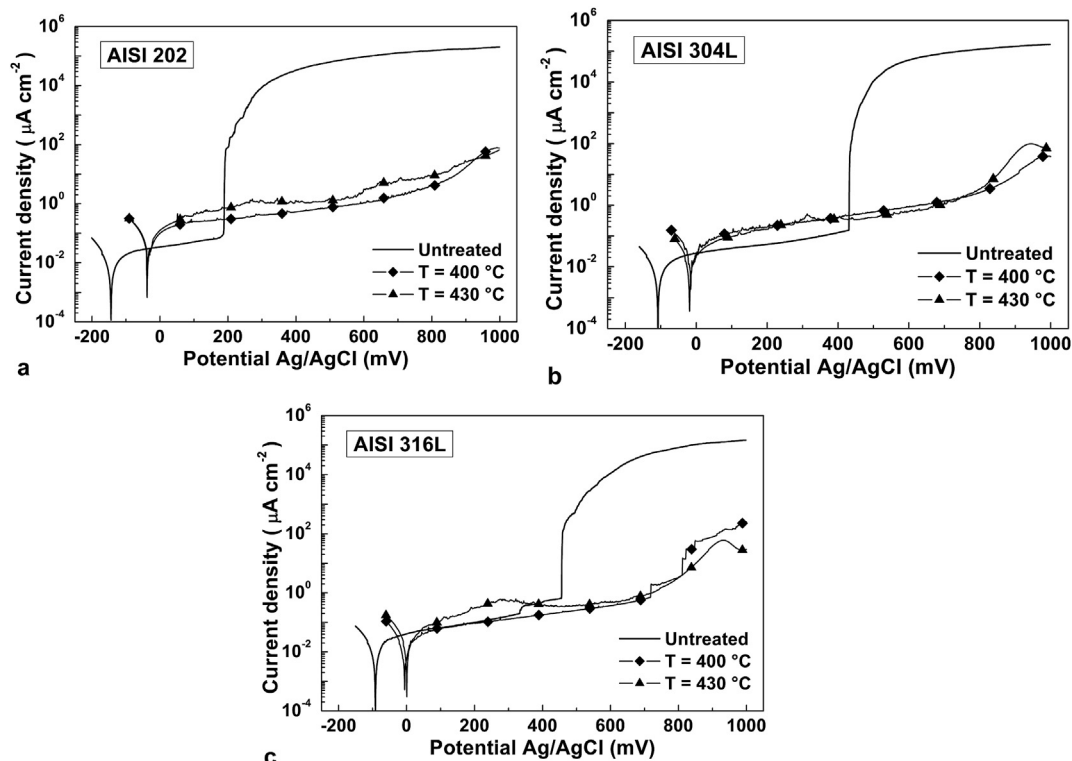 AISI 202
Current density ( μA cm⁻²)
10⁶
10⁴
10²
10⁰
10⁻²
10⁻⁴
Untreated
T = 400 °C
T = 430 °C
-200 0 200 400 600 800 1000
Potential Ag/AgCl (mV)
a
AISI 304L
Current density ( μA cm⁻²)
10⁶
10⁴
10²
10⁰
10⁻²
10⁻⁴
Untreated
T = 400 °C
T = 430 °C
-200 0 200 400 600 800 1000
Potential Ag/AgCl (mV)
b
AISI 316L
Current density ( μA cm⁻²)
10⁶
10⁴
10²
10⁰
10⁻²
10⁻⁴
Untreated
T = 400 °C
T = 430 °C
-200 0 200 400 600 800 1000
Potential Ag/AgCl (mV)
c